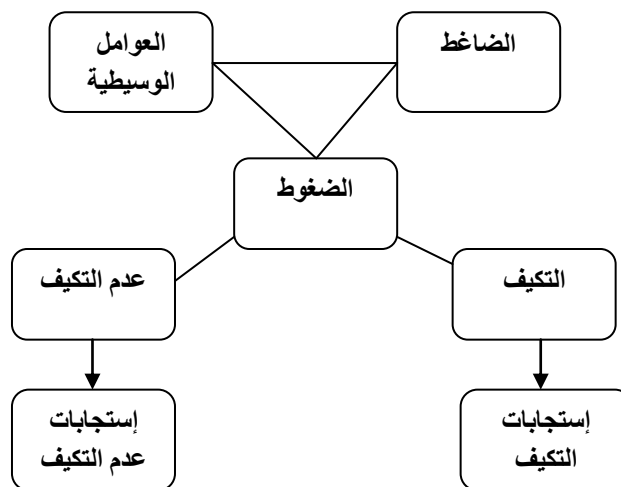 الضاغط
العوامل
الوسيطية
الضغوط
التكيف
عدم التكيف
إستجابات
التكيف
إستجابات
عدم التكيف